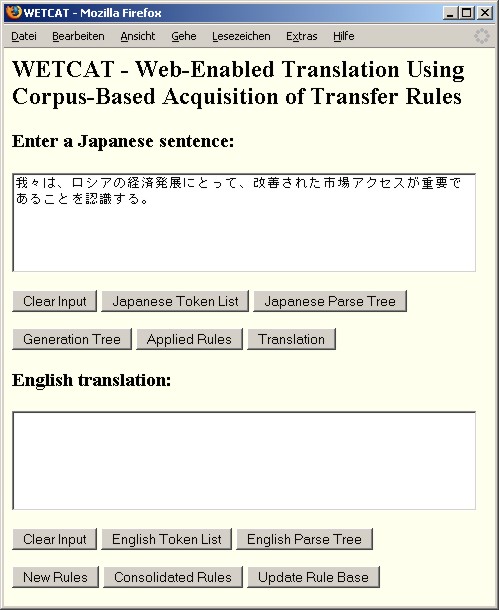 WETCAT - Mozilla Firefox
Datei Bearbeiten Ansicht Gehe Lesezeichen Extras Hilfe
WETCAT - Web-Enabled Translation Using
Corpus-Based Acquisition of Transfer Rules
Enter a Japanese sentence:
我々は、ロシアの経済発展にとって、改善された市場アクセスが重要で
あることを認識する。
Clear Input Japanese Token List Japanese Parse Tree
Generation Tree Applied Rules Translation
English translation:
Clear Input English Token List English Parse Tree
New Rules Consolidated Rules Update Rule Base